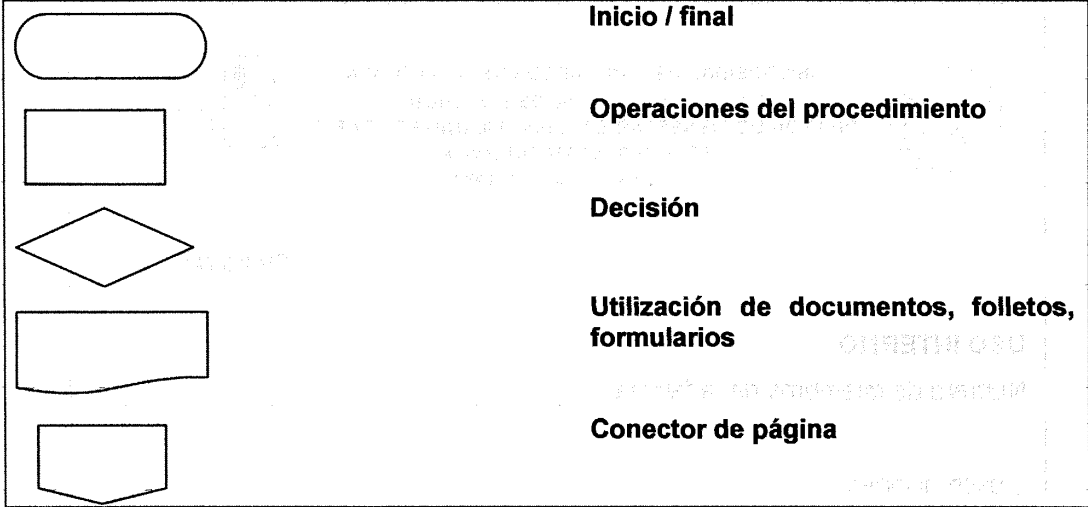 Inicio / final
Operaciones del procedimiento
Decisión
Utilización de documentos, folletos,
formularios
Conector de página